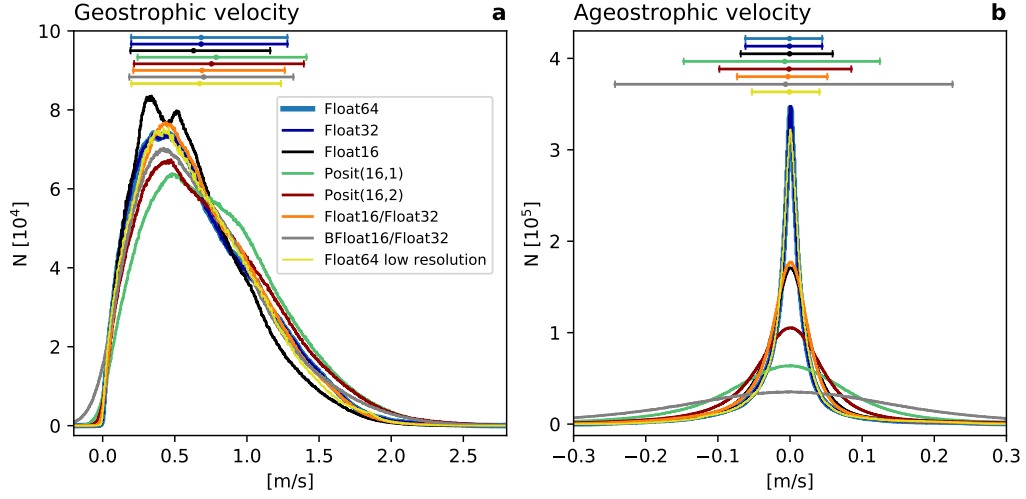 Geostrophic velocity a
10
8
6
4
2
0
N [10⁴]
0.0 0.5 1.0 1.5 2.0 2.5
[m/s]
Float64
Float32
Float16
Posit(16,1)
Posit(16,2)
Float16/Float32
BFloat16/Float32
Float64 low resolution
Ageostrophic velocity b
4
3
2
1
0
N [10⁵]
−0.3 −0.2 −0.1 0.0 0.1 0.2 0.3
[m/s]